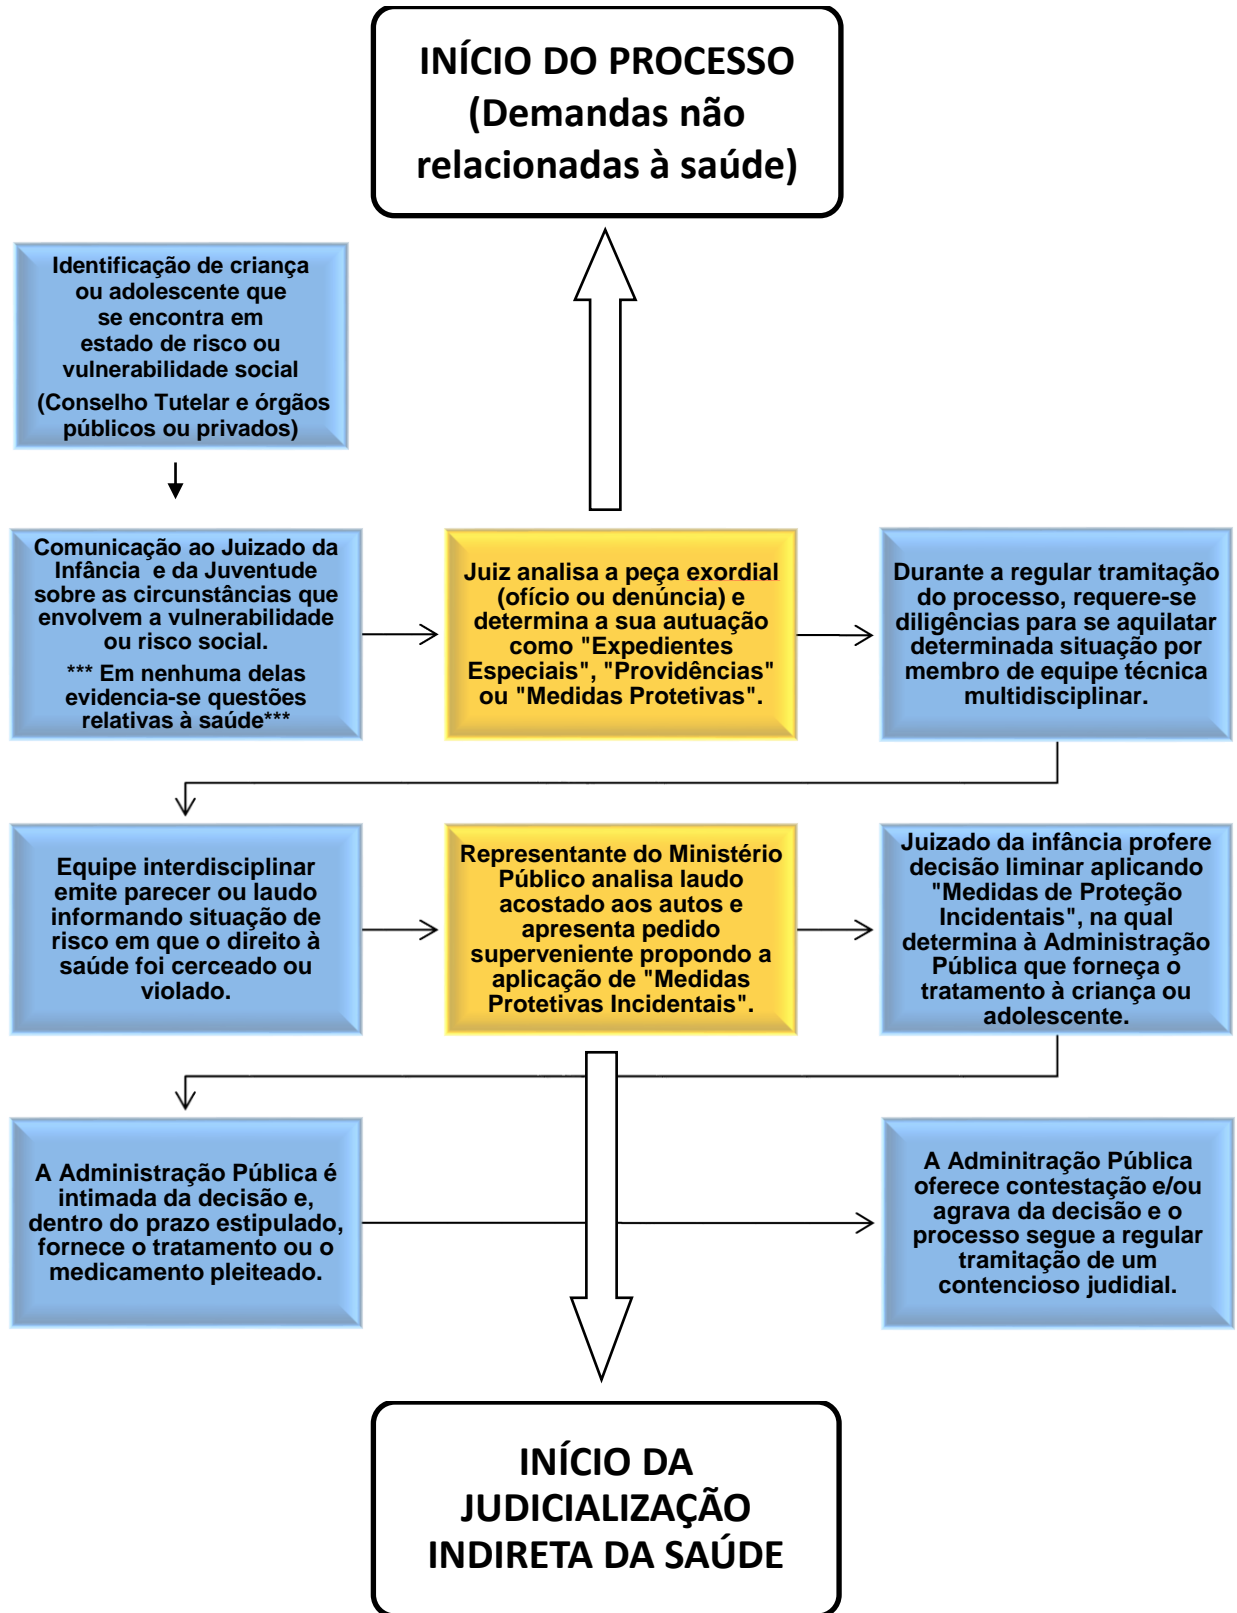 INÍCIO DO PROCESSO
(Demandas não
relacionadas à saúde)
Identificação de criança
ou adolescente que
se encontra em
estado de risco ou
vulnerabilidade social
(Conselho Tutelar e órgãos
públicos ou privados)
Comunicação ao Juizado da
Infância e da Juventude
sobre as circunstâncias que
envolvem a vulnerabilidade
ou risco social.
*** Em nenhuma delas
evidencia-se questões
relativas à saúde***
Juiz analisa a peça exordial
(ofício ou denúncia) e
determina a sua autuação
como "Expedientes
Especiais", "Providências"
ou "Medidas Protetivas".
Durante a regular tramitação
do processo, requere-se
diligências para se aquilatar
determinada situação por
membro de equipe técnica
multidisciplinar.
Equipe interdisciplinar
emite parecer ou laudo
informando situação de
risco em que o direito à
saúde foi cerceado ou
violado.
Representante do Ministério
Público analisa laudo
acostado aos autos e
apresenta pedido
superveniente propondo a
aplicação de "Medidas
Protetivas Incidentais".
Juizado da infância profere
decisão liminar aplicando
"Medidas de Proteção
Incidentais", na qual
determina à Administração
Pública que forneça o
tratamento à criança ou
adolescente.
A Administração Pública é
intimada da decisão e,
dentro do prazo estipulado,
fornece o tratamento ou o
medicamento pleiteado.
A Adminitração Pública
oferece contestação e/ou
agrava da decisão e o
processo segue a regular
tramitação de um
contencioso judidial.
INÍCIO DA
JUDICIALIZAÇÃO
INDIRETA DA SAÚDE